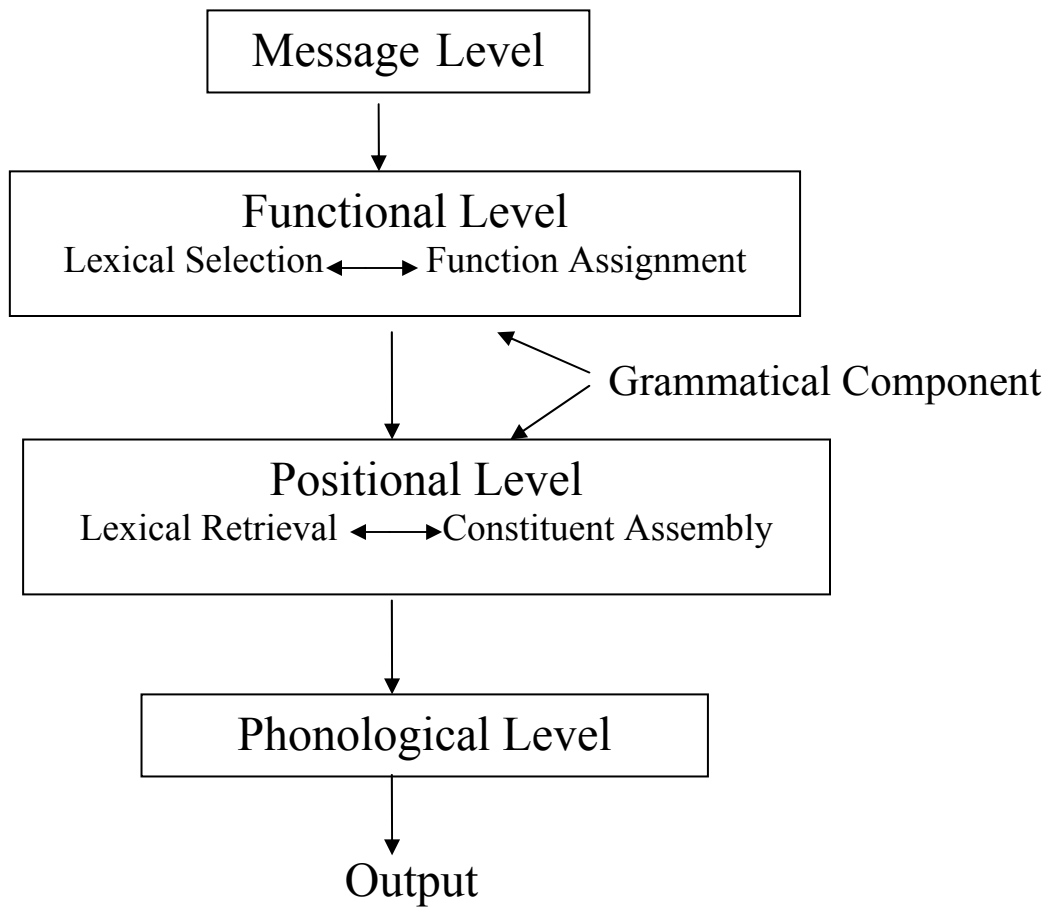 Message Level
Functional Level
Lexical Selection Function Assignment
Grammatical Component
Positional Level
Lexical Retrieval Constituent Assembly
Phonological Level
Output